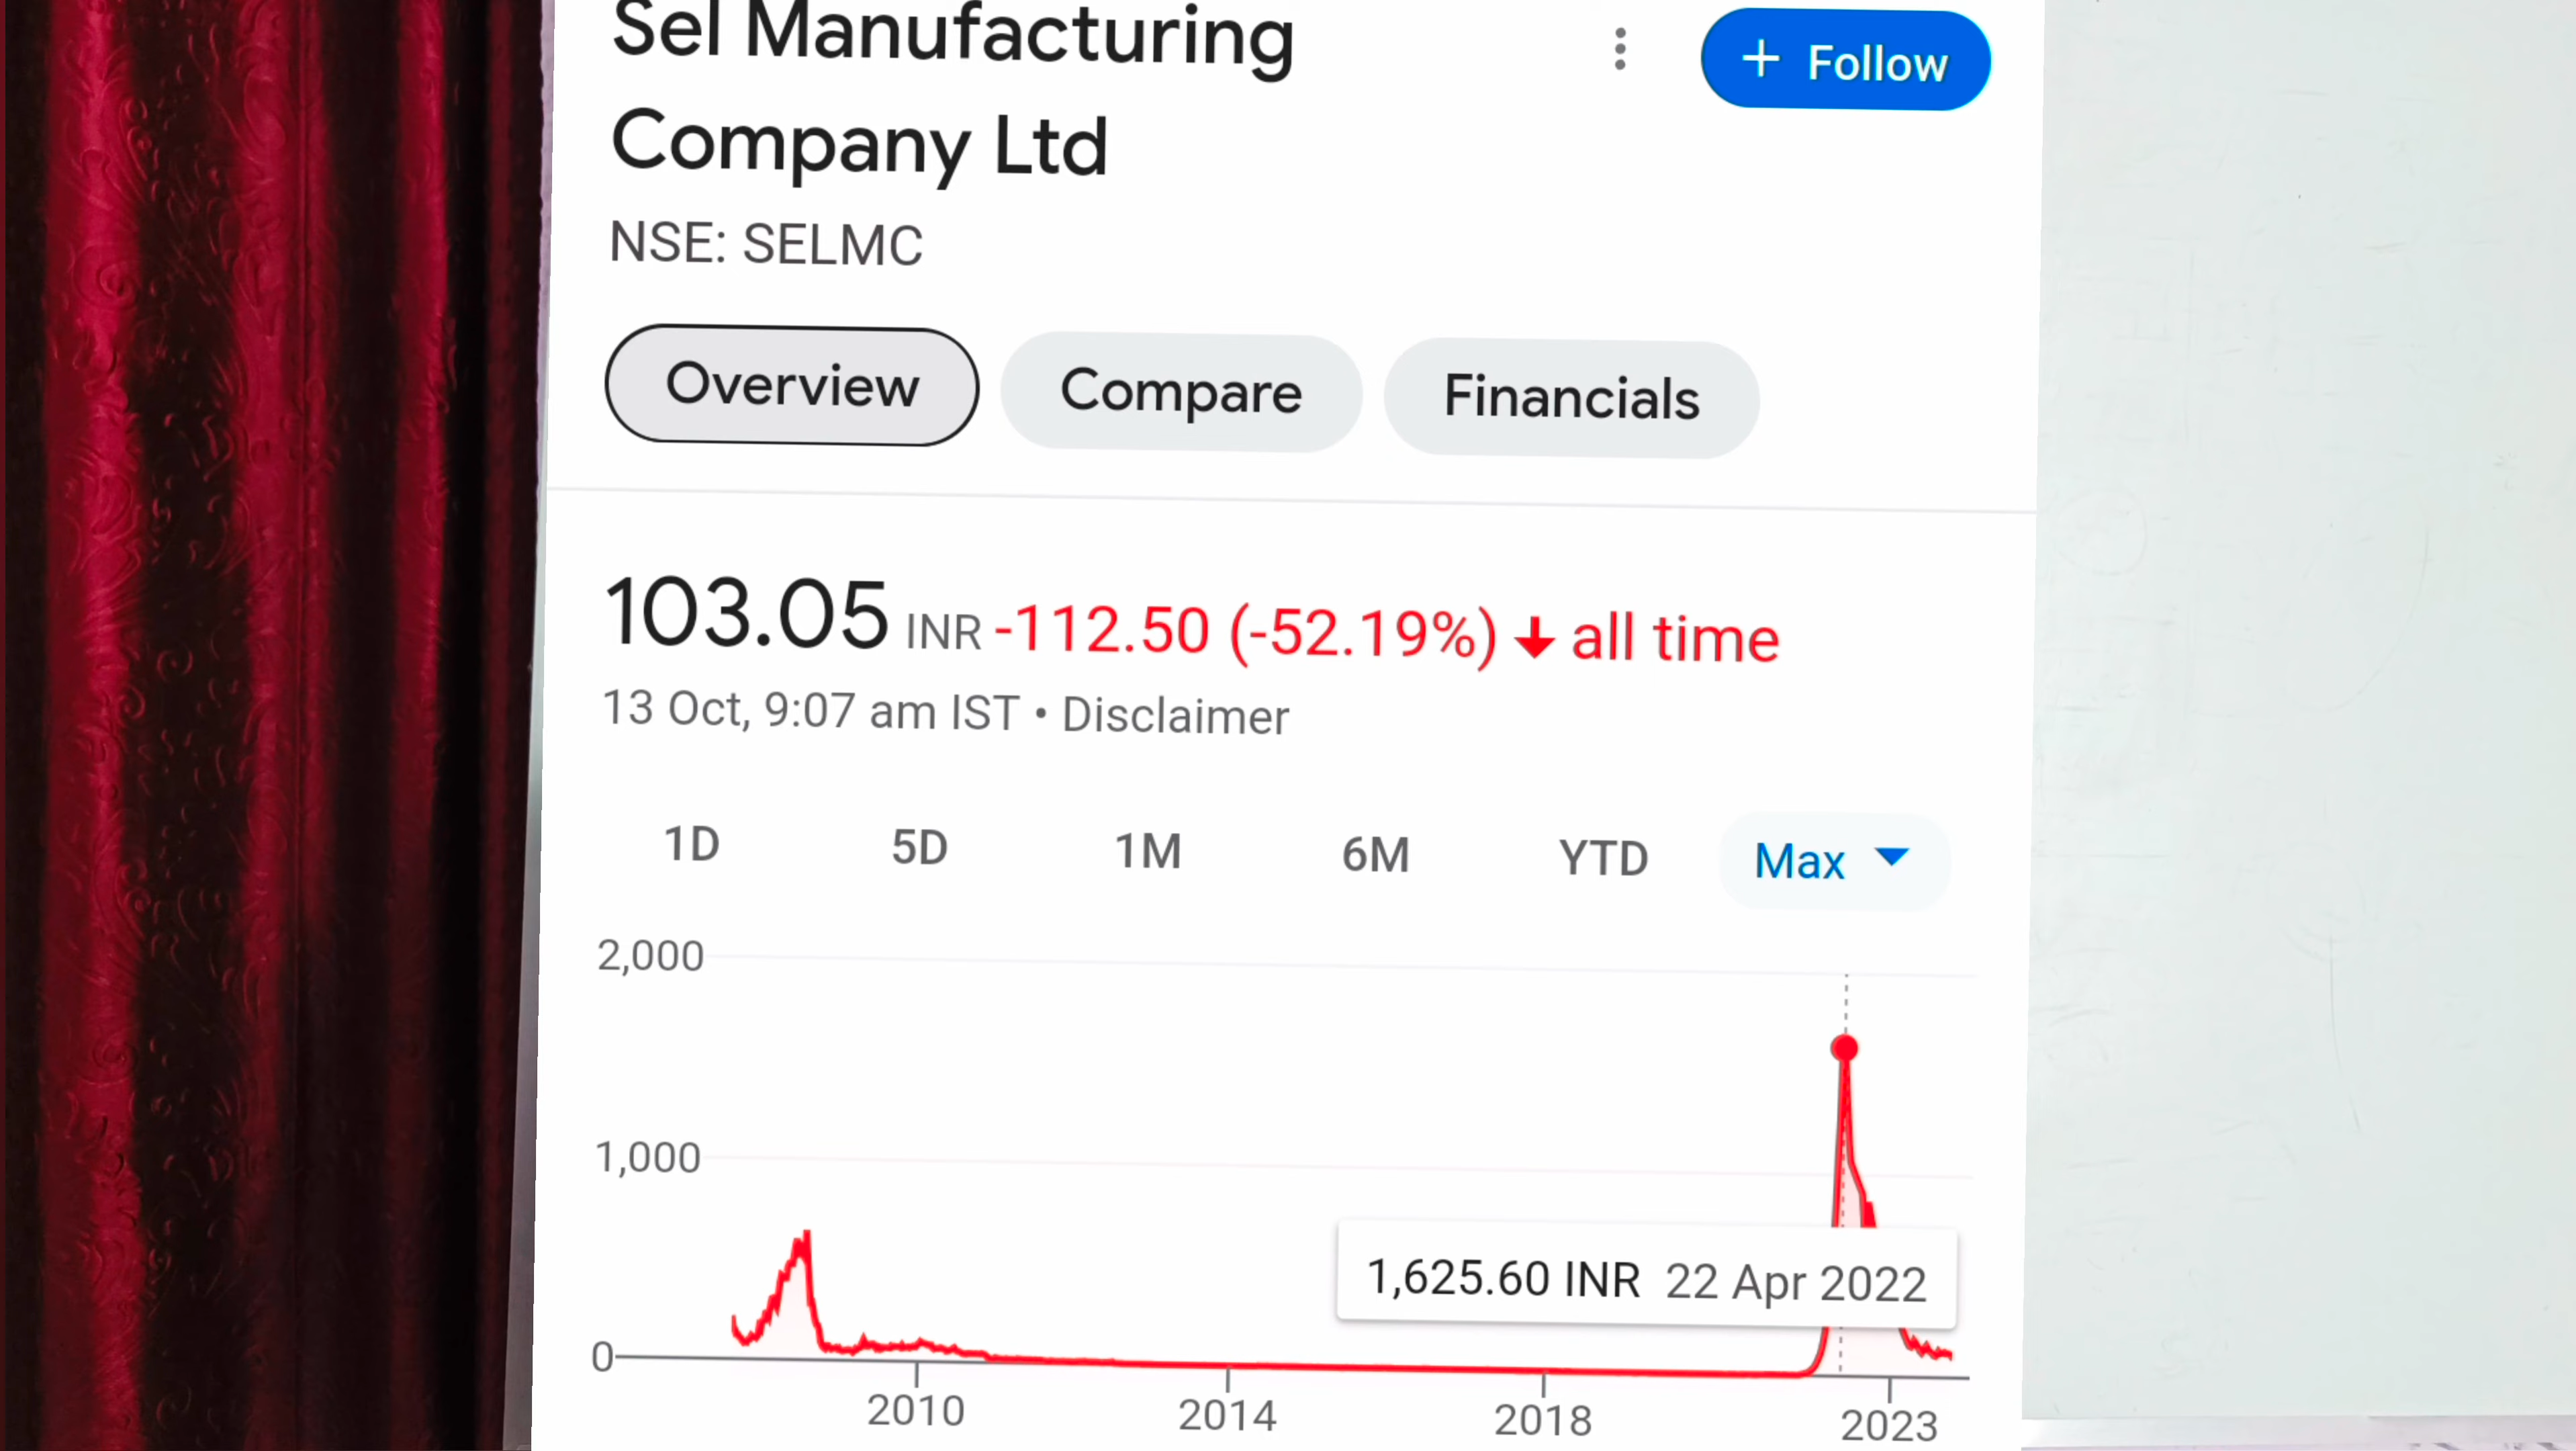 Sel Manufacturing
Company Ltd
+ Follow
NSE: SELMC
Overview Compare Financials
103.05 INR -112.50 (-52.19%) ↓ all time
13 Oct, 9:07 am IST • Disclaimer
1D 5D 1M 6M YTD Max
2,000
1,000
1,625.60 INR 22 Apr 2022
0
2010 2014 2018 2023